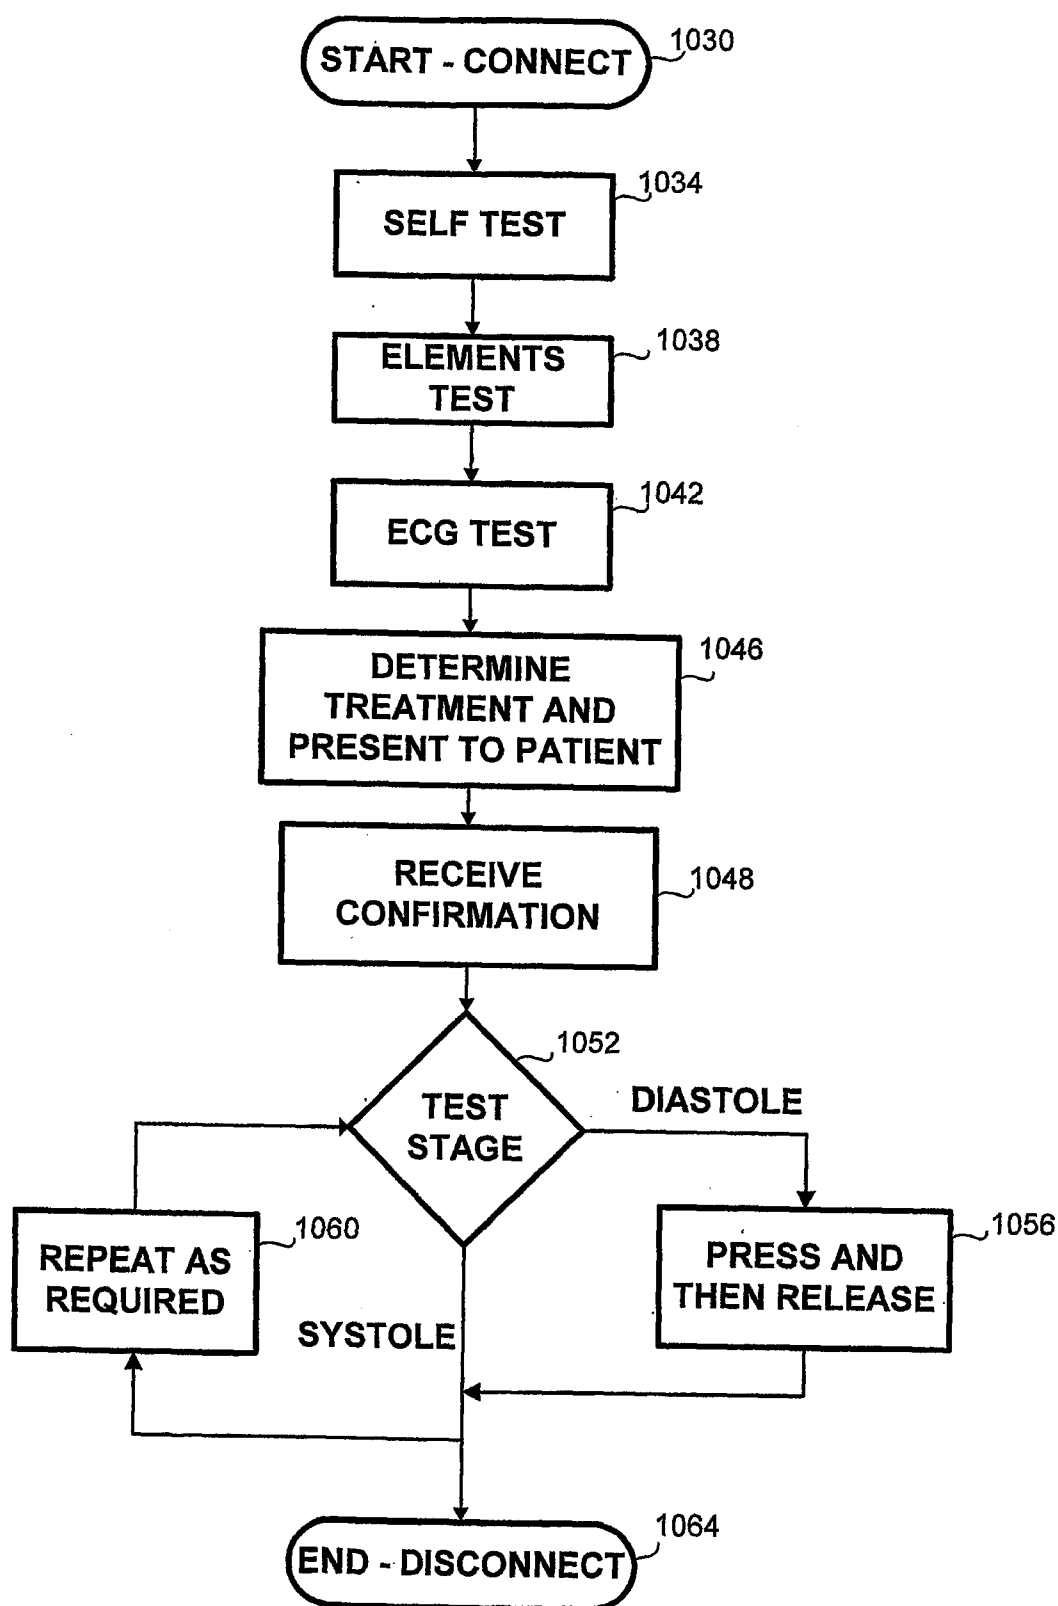 START - CONNECT
1030
SELF TEST
1034
ELEMENTS
TEST
1038
ECG TEST
1042
DETERMINE
TREATMENT AND
PRESENT TO PATIENT
1046
RECEIVE
CONFIRMATION
1048
TEST
STAGE
1052
DIASTOLE
PRESS AND
THEN RELEASE
1056
REPEAT AS
REQUIRED
1060
SYSTOLE
END - DISCONNECT
1064